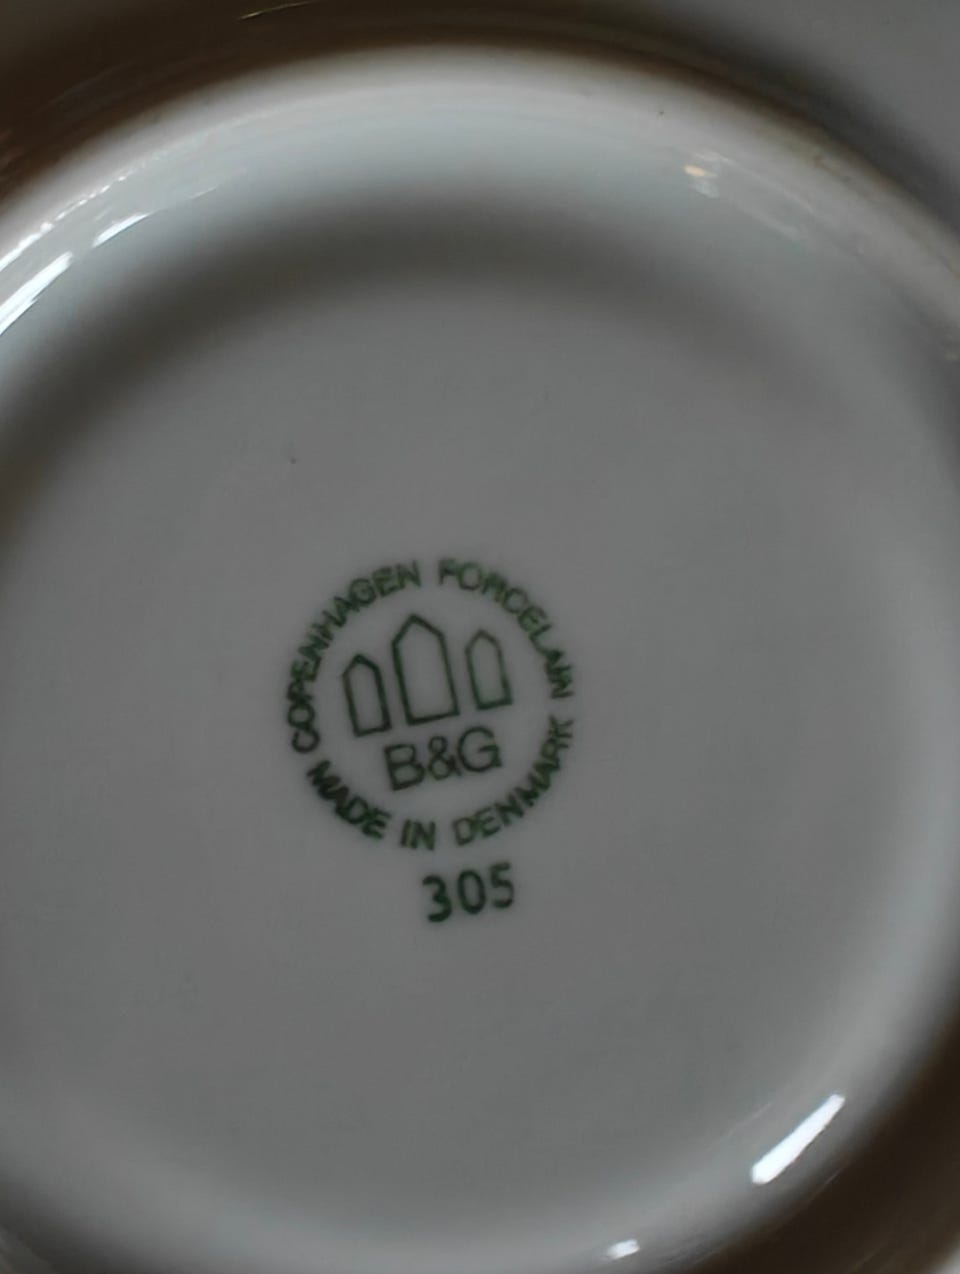 COPENHAGEN PORCELAIN
B&G
MADE IN DENMARK
305